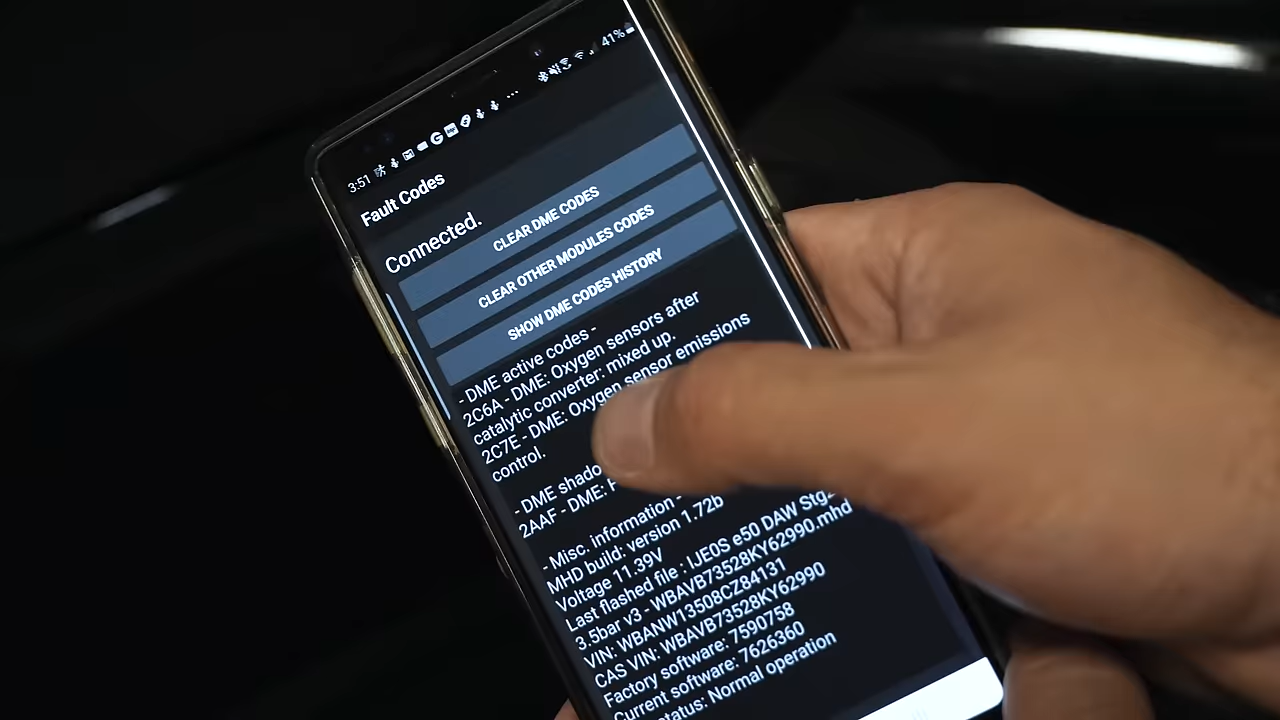 3:51
41%
Fault Codes
Connected.
CLEAR DME CODES
CLEAR OTHER MODULES CODES
SHOW DME CODES HISTORY
- DME active codes -
2C6A - DME: Oxygen sensors after
catalytic converter: mixed up.
2C7E - DME: Oxygen sensor emissions
control.
- DME shado
2AAF - DME:
- Misc. information -
MHD build: version 1.72b
Voltage 11.39V
Last flashed file : IJE0S e50 DAW Stg2
3.5bar v3 - WBAVB73528KY62990.mhd
VIN: WBANW13508CZ84131
CAS VIN: WBAVB73528KY62990
Factory software: 7590758
Current software: 7626360
status: Normal operation